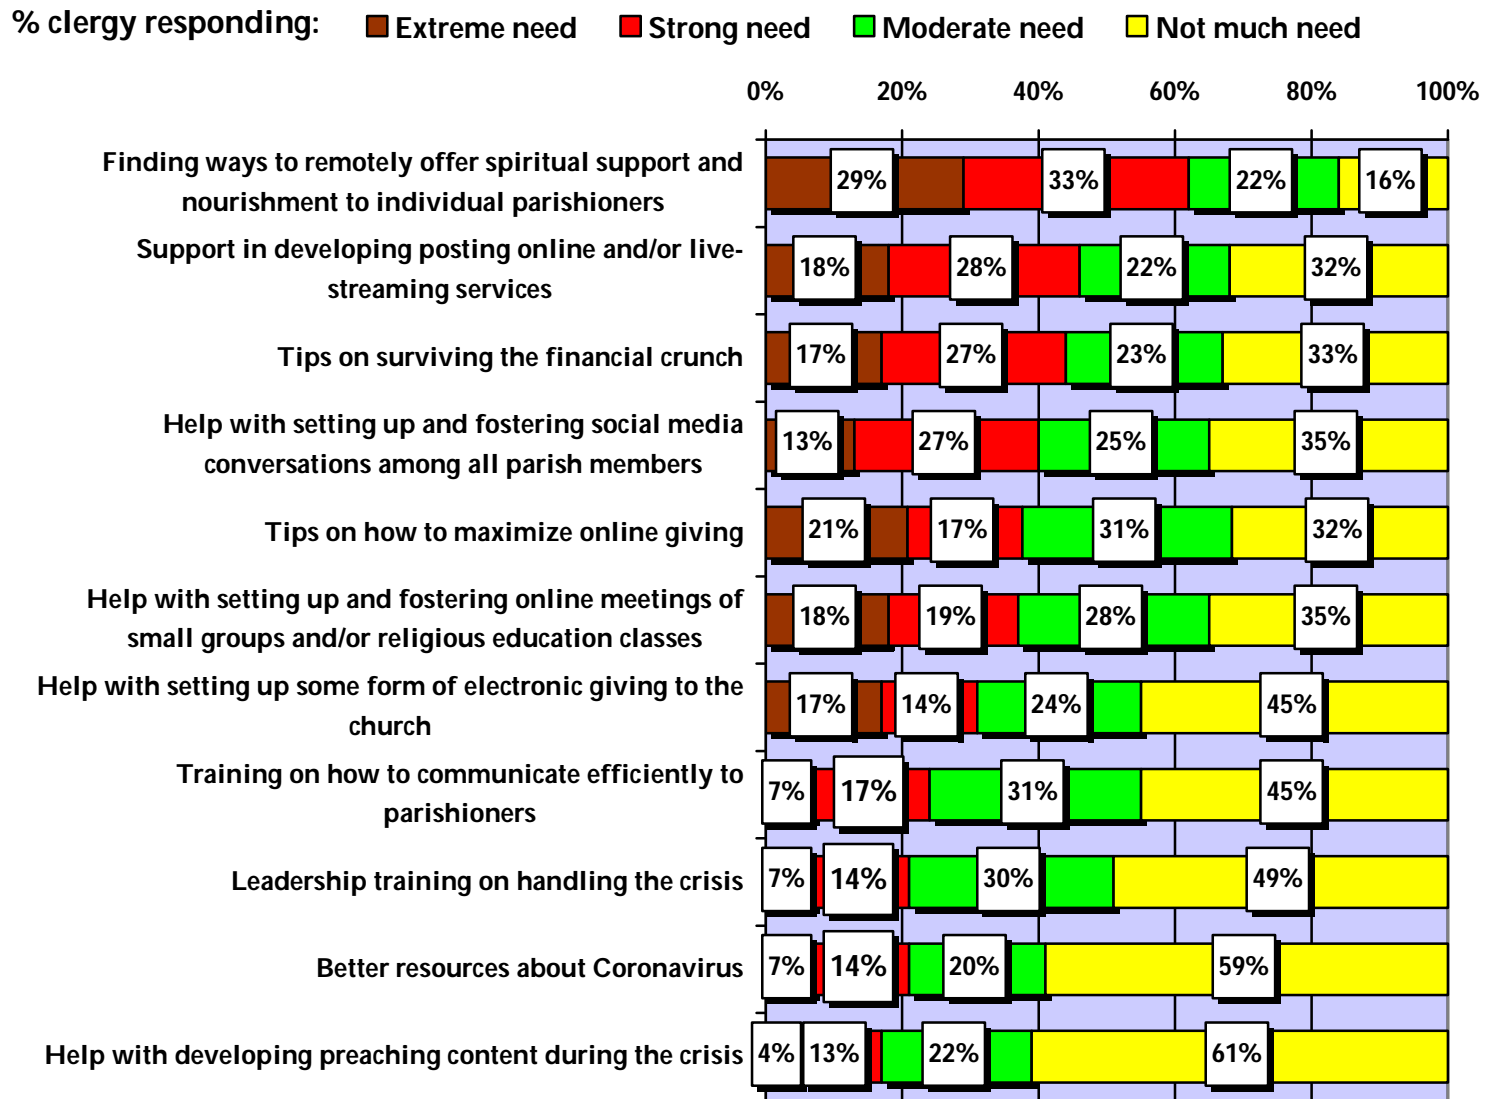 % clergy responding: Extreme need Strong need Moderate need Not much need
0% 20% 40% 60% 80% 100%
Finding ways to remotely offer spiritual support and
nourishment to individual parishioners
29% 33% 22% 16%
Support in developing posting online and/or live-
streaming services
18% 28% 22% 32%
Tips on surviving the financial crunch
17% 27% 23% 33%
Help with setting up and fostering social media
conversations among all parish members
13% 27% 25% 35%
Tips on how to maximize online giving
21% 17% 31% 32%
Help with setting up and fostering online meetings of
small groups and/or religious education classes
18% 19% 28% 35%
Help with setting up some form of electronic giving to the
church
17% 14% 24% 45%
Training on how to communicate efficiently to
parishioners
7% 17% 31% 45%
Leadership training on handling the crisis
7% 14% 30% 49%
Better resources about Coronavirus
7% 14% 20% 59%
Help with developing preaching content during the crisis
4% 13% 22% 61%